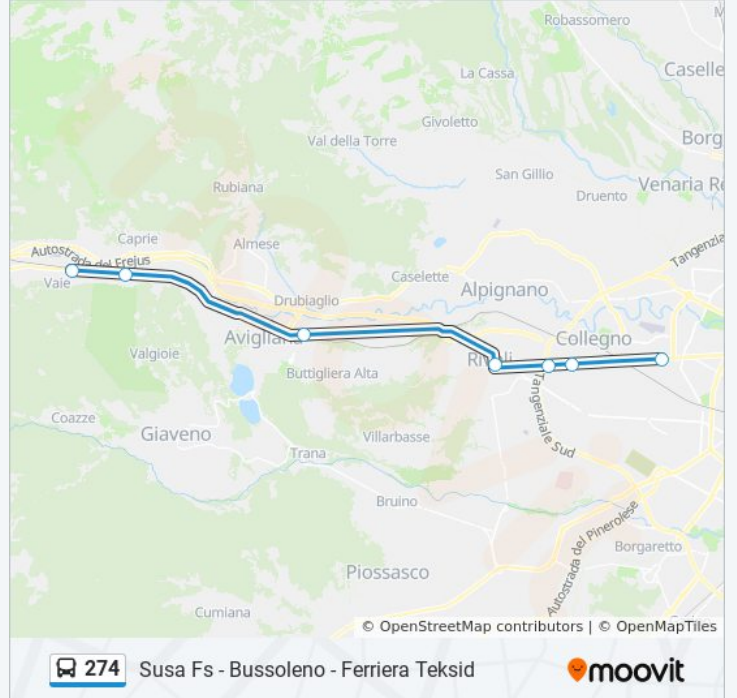 Robassomero
La Cassa
Caselle
Givoletto
Val della Torre
Borg
San Gillio
Rubiana
Druento
Venaria Re
Caprie
Almese
Autostrada del Frejus
Tangenzia
Vaie
Caselette
Drubiaglio
Alpignano
Avigliana
Collegno
Valgioie
Rivoli
Buttigliera Alta
Tangenziale Sud
Coazze
Giaveno
Villarbasse
Trana
Bruino
Autostrada del Pinerolese
Borgaretto
Piossasco
Cumiana
© OpenStreetMap contributors | © OpenMapTiles
274 Susa Fs - Bussoleno - Ferriera Teksid
moovit